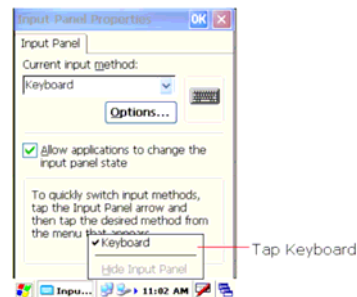 Input Panel Properties OK ×
Input Panel
Current input method:
Keyboard
Options...
Allow applications to change the
input panel state
To quickly switch input methods,
tap the Input Panel arrow and
then tap the desired method from
the menu that appears.
Keyboard
Tap Keyboard
Hide Input Panel
Inpu... 11:02 AM